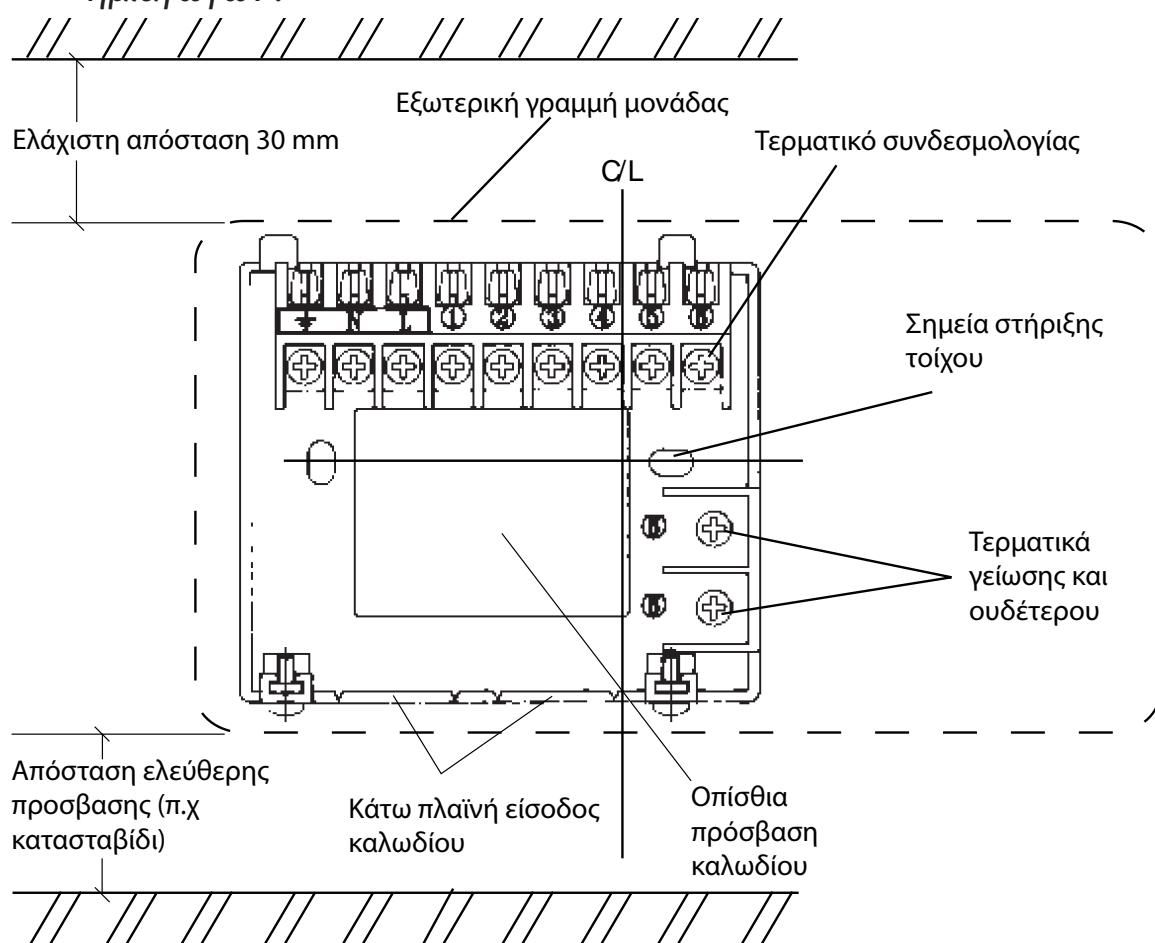 Εξωτερική γραμμή μονάδας
Ελάχιστη απόσταση 30 mm
Τερματικό συνδεσμολογίας
C/L
N L 1 2 3 4 5 6
Σημεία στήριξης
τοίχου
Τερματικά
γείωσης και
ουδέτερου
Απόσταση ελεύθερης
προσβασης (π.χ
κατασταβίδι)
Κάτω πλαϊνή είσοδος
καλωδίου
Οπίσθια
πρόσβαση
καλωδίου